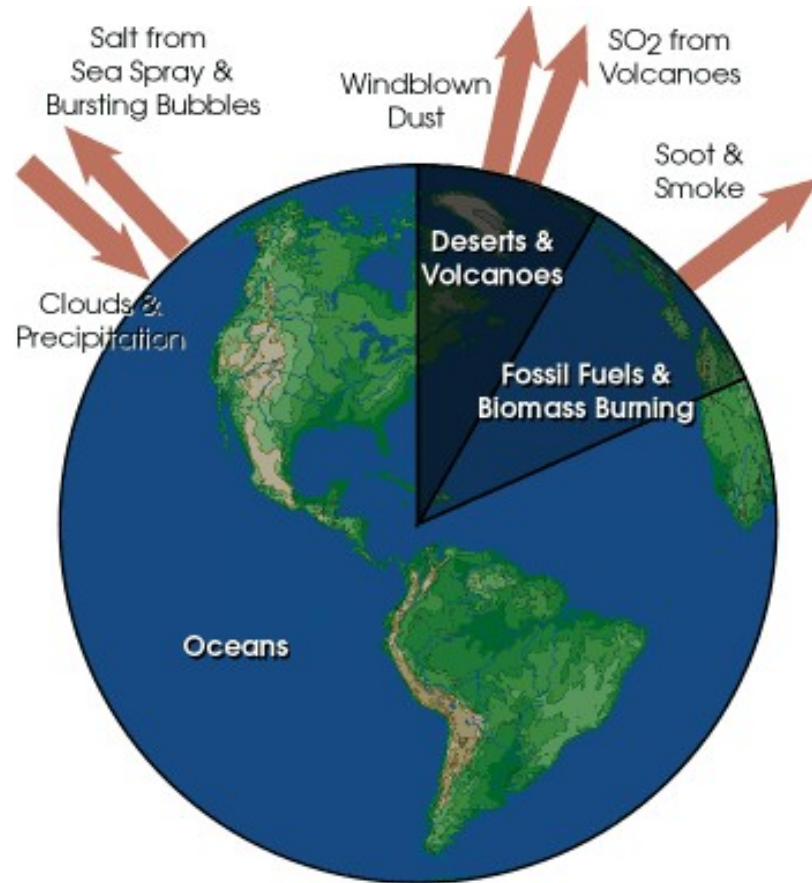 Salt from
Sea Spray &
Bursting Bubbles
Clouds &
Precipitation
Windblown
Dust
SO2 from
Volcanoes
Soot &
Smoke
Deserts &
Volcanoes
Fossil Fuels &
Biomass Burning
Oceans